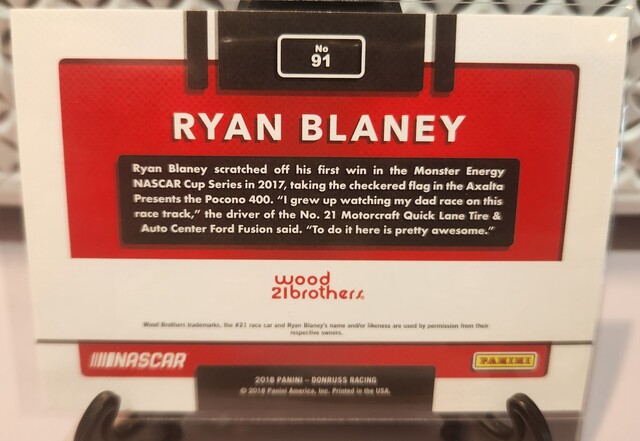 No
91
RYAN BLANEY
Ryan Blaney scratched off his first win in the Monster Energy
NASCAR Cup Series in 2017, taking the checkered flag in the Axalta
Presents the Pocono 400. “I grew up watching my dad race on this
race track,” the driver of the No. 21 Motorcraft Quick Lane Tire &
Auto Center Ford Fusion said. “To do it here is pretty awesome.”
wood
21brothers
Wood Brothers trademarks, the #21 race car and Ryan Blaney's name and/or likeness are used by permission from their
respective owners.
NASCAR
PANINI
2018 PANINI – DONRUSS RACING
© 2018 Panini America, Inc. Printed in the USA.